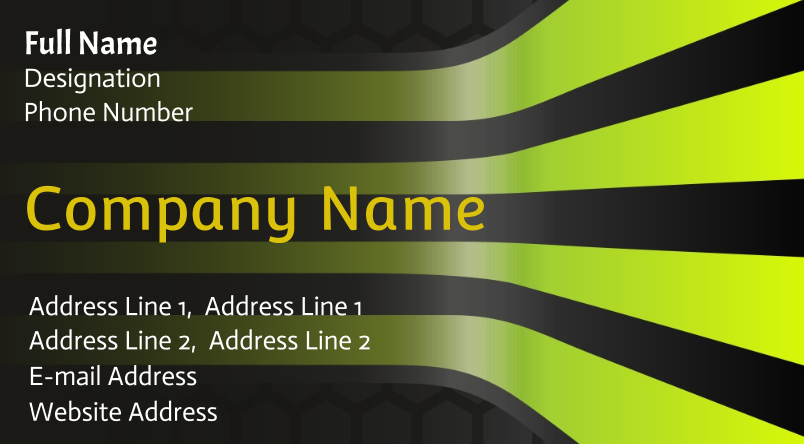 Full Name
Designation
Phone Number
Company Name
Address Line 1,  Address Line 1
Address Line 2,  Address Line 2
E-mail Address
Website Address